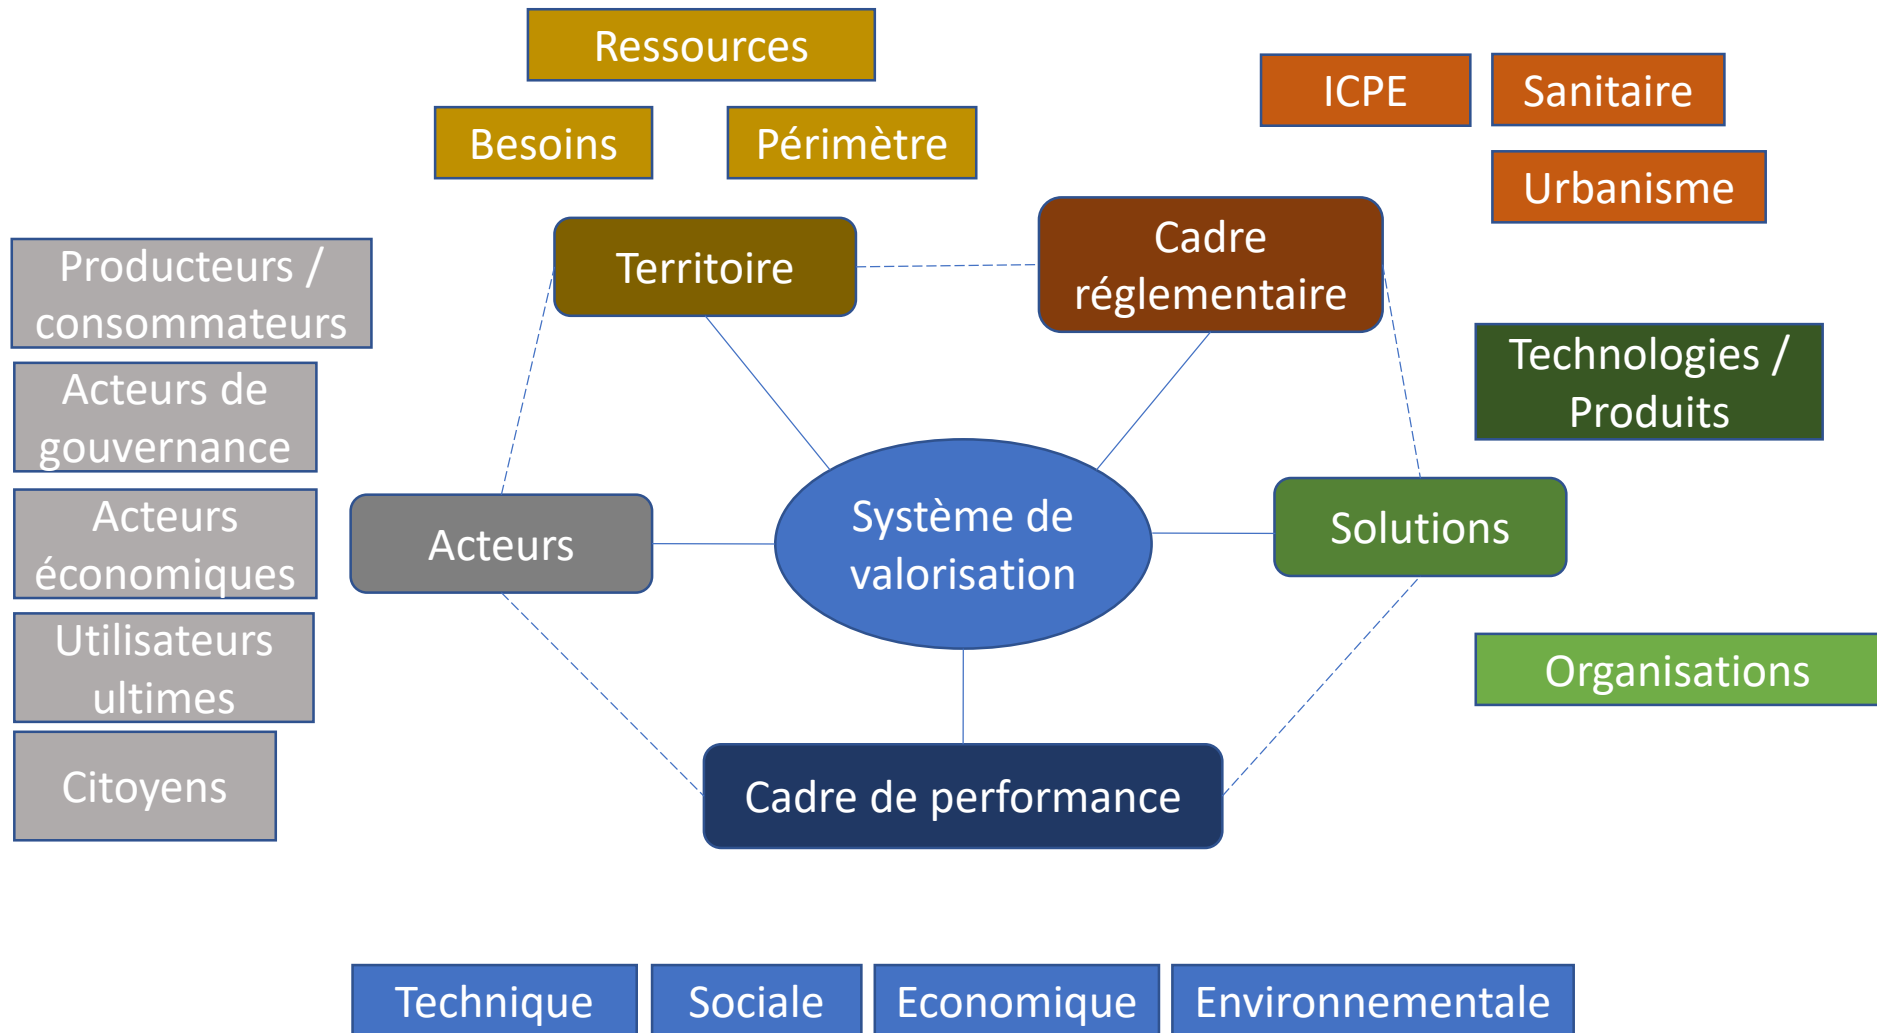 Ressources
Besoins
Périmètre
ICPE
Sanitaire
Urbanisme
Territoire
Cadre
réglementaire
Producteurs /
consommateurs
Acteurs de
gouvernance
Acteurs
économiques
Utilisateurs
ultimes
Citoyens
Acteurs
Système de
valorisation
Technologies /
Produits
Solutions
Organisations
Cadre de performance
Technique
Sociale
Economique
Environnementale